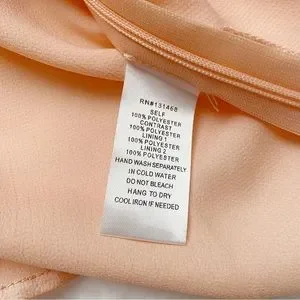 RN#131468
SELF
100% POLYESTER
CONTRAST
100% POLYESTER
LINING 1
100% POLYESTER
LINING 2
100% POLYESTER
HAND WASH SEPARATELY
IN COLD WATER
DO NOT BLEACH
HANG TO DRY
COOL IRON IF NEEDED